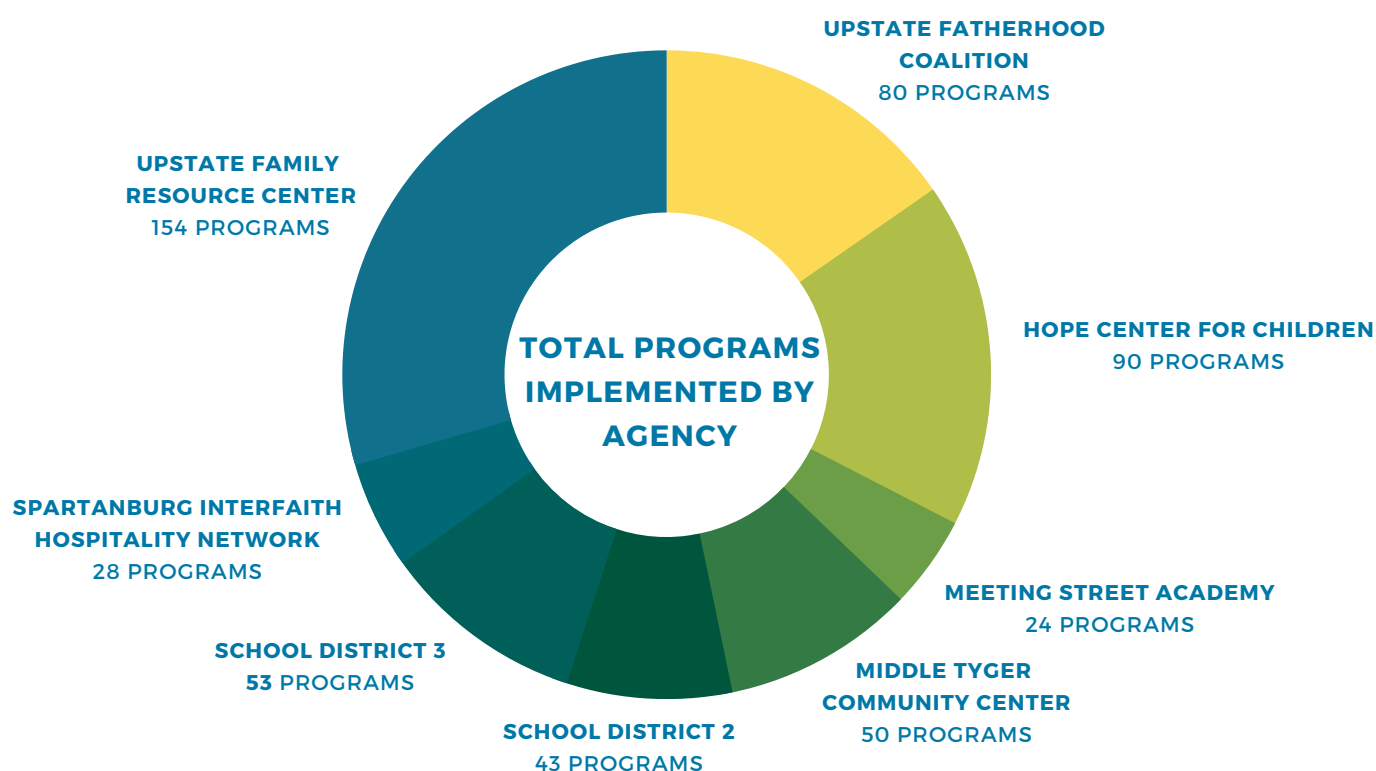 UPSTATE FATHERHOOD
COALITION
80 PROGRAMS
UPSTATE FAMILY
RESOURCE CENTER
154 PROGRAMS
HOPE CENTER FOR CHILDREN
90 PROGRAMS
TOTAL PROGRAMS
IMPLEMENTED BY
AGENCY
SPARTANBURG INTERFAITH
HOSPITALITY NETWORK
28 PROGRAMS
MEETING STREET ACADEMY
24 PROGRAMS
SCHOOL DISTRICT 3
53 PROGRAMS
MIDDLE TYGER
COMMUNITY CENTER
50 PROGRAMS
SCHOOL DISTRICT 2
43 PROGRAMS